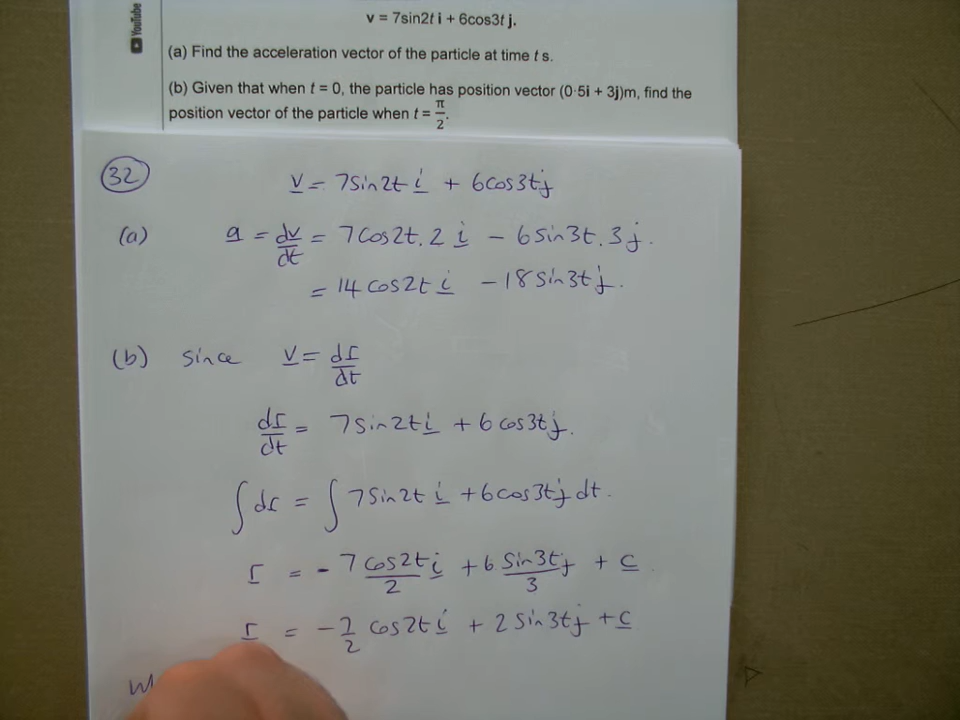 YouTube
v = 7sin2t i + 6cos3t j.
(a) Find the acceleration vector of the particle at time t s.
(b) Given that when t = 0, the particle has position vector (0·5i + 3j)m, find the
position vector of the particle when t = π/2.
32
v = 7sin2t i + 6cos3t j
(a) a = dv/dt = 7cos2t.2 i - 6sin3t.3 j.
= 14cos2t i - 18sin3t j.
(b) since v = dr/dt
dr/dt = 7sin2t i + 6cos3t j.
∫dr = ∫7sin2t i + 6cos3t j dt.
r = - 7 cos2t/2 i + 6 sin3t/3 j + c
r = - 7/2 cos2t i + 2 sin3t j + c
W